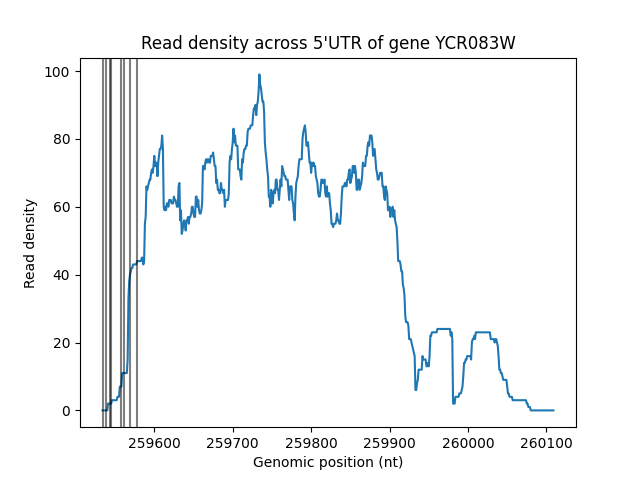 Read density across 5'UTR of gene YCR083W
100
80
60
40
20
0
Read density
259600 259700 259800 259900 260000 260100
Genomic position (nt)